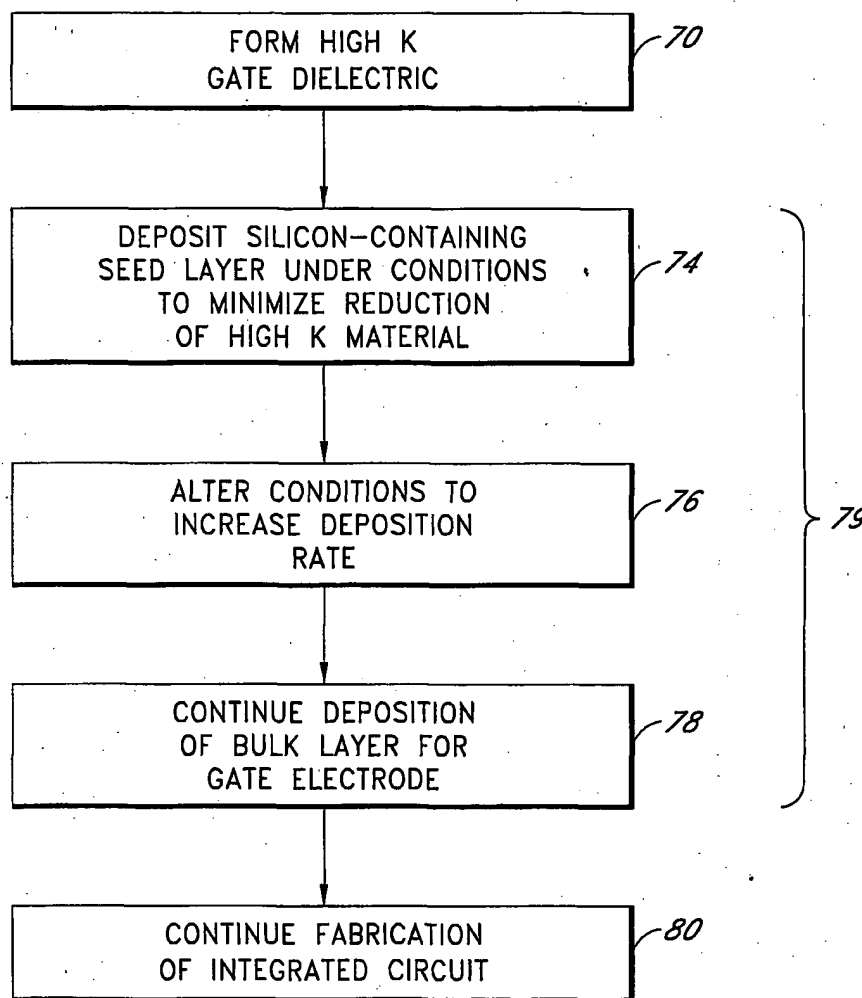 FORM HIGH K
GATE DIELECTRIC
70
DEPOSIT SILICON–CONTAINING
SEED LAYER UNDER CONDITIONS
TO MINIMIZE REDUCTION
OF HIGH K MATERIAL
74
ALTER CONDITIONS TO
INCREASE DEPOSITION
RATE
76
79
CONTINUE DEPOSITION
OF BULK LAYER FOR
GATE ELECTRODE
78
CONTINUE FABRICATION
OF INTEGRATED CIRCUIT
80